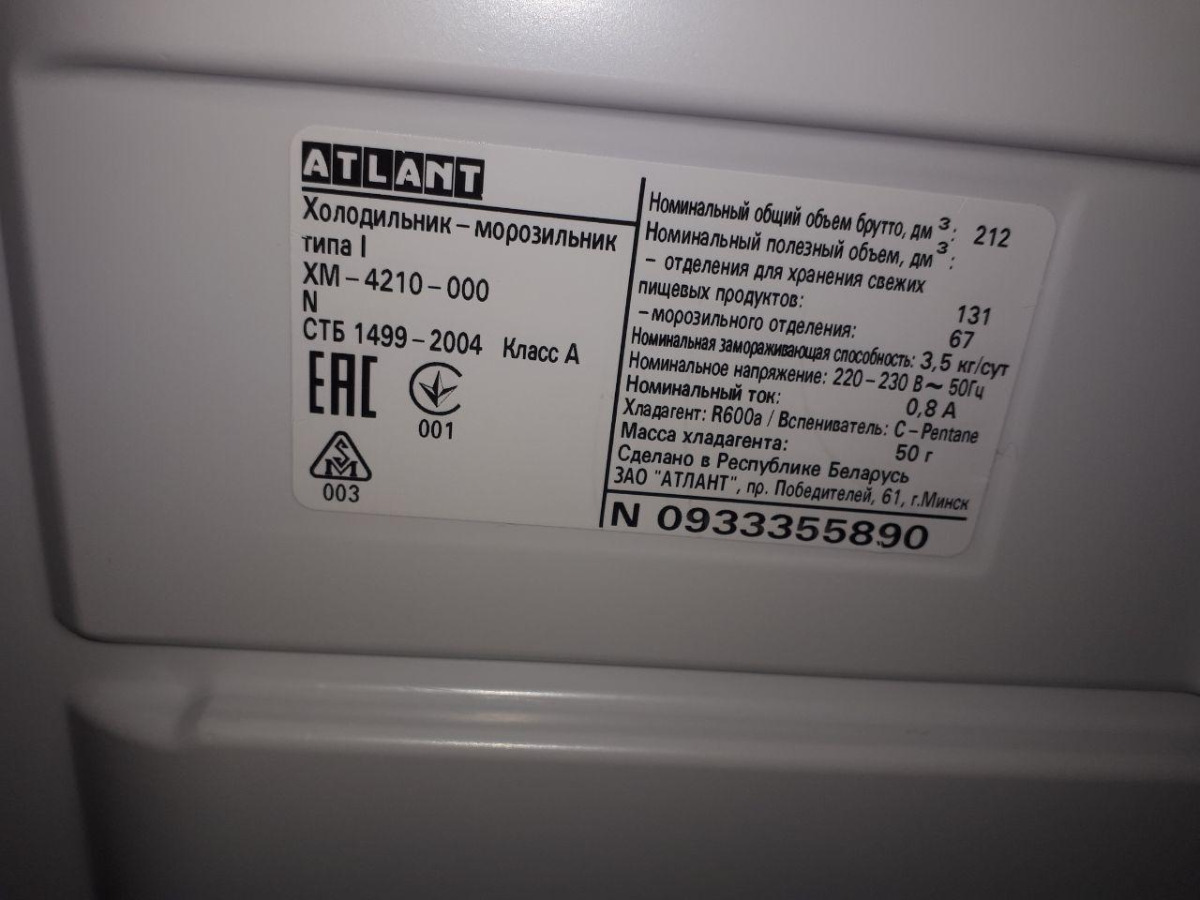 ATLANT
Холодильник – морозильник
типа I
ХМ – 4210 – 000
N
СТБ 1499 – 2004 Класс А
EAC
001
003
Номинальный общий объем брутто, дм³: 212
Номинальный полезный объем, дм³:
– отделения для хранения свежих
пищевых продуктов: 131
– морозильного отделения: 67
Номинальная замораживающая способность: 3,5 кг/сут
Номинальное напряжение: 220 – 230 В ~ 50Гц
Номинальный ток: 0,8 А
Хладагент: R600a / Вспениватель: C – Pentane
Масса хладагента: 50 г
Сделано в Республике Беларусь
ЗАО "АТЛАНТ", пр. Победителей, 61, г.Минск
N 0933355890